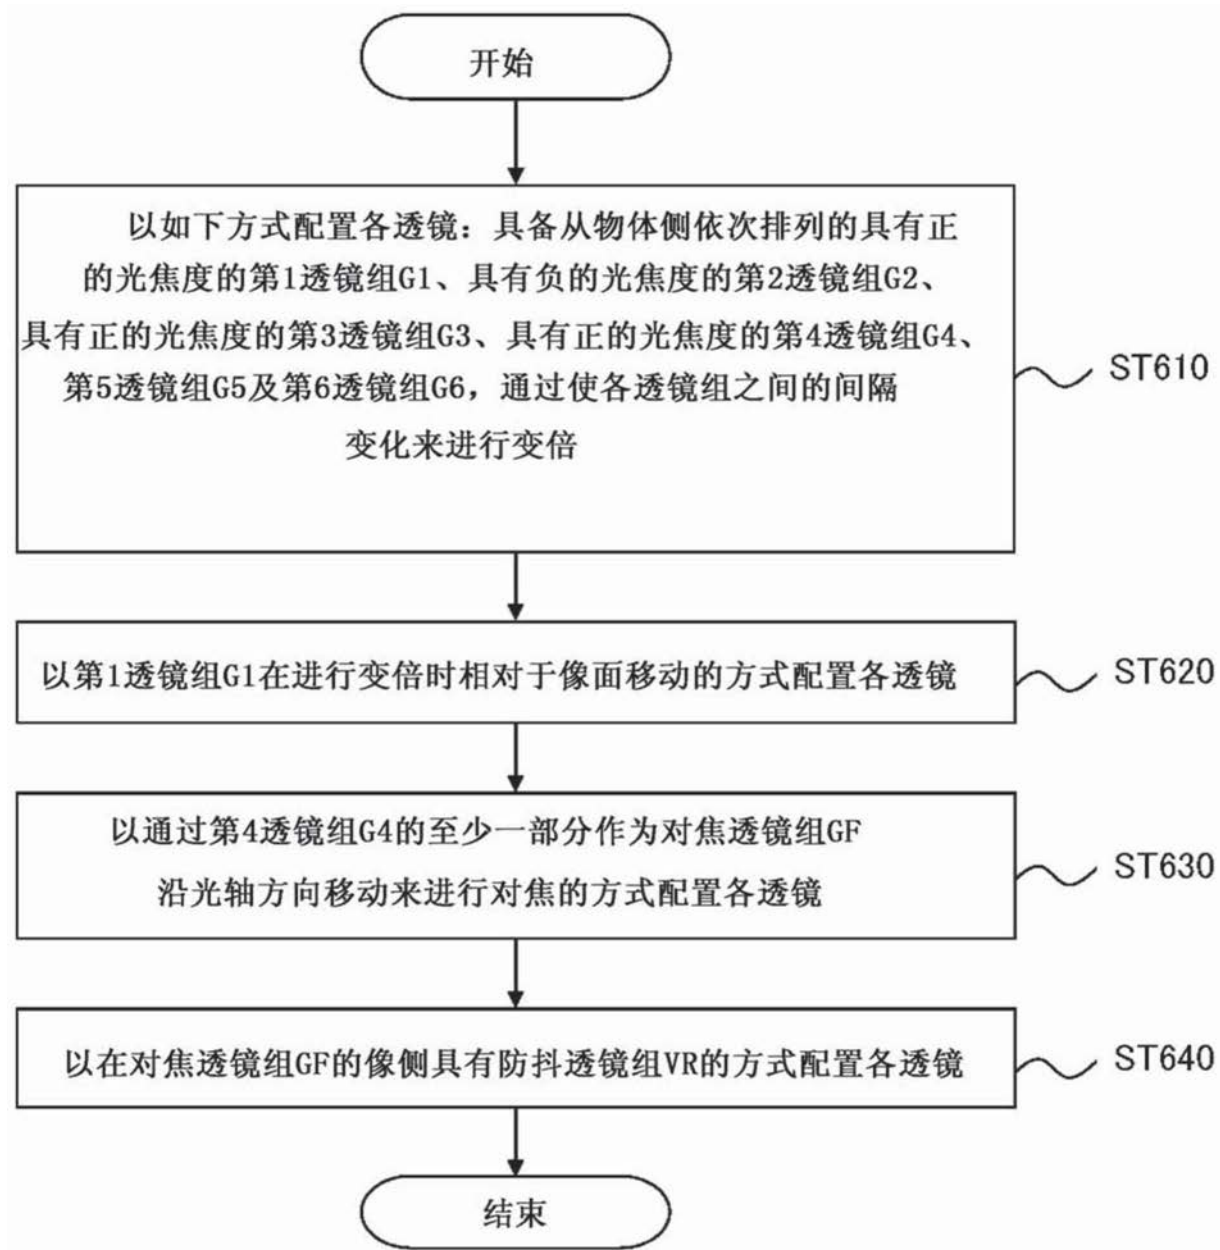 开始
以如下方式配置各透镜：具备从物体侧依次排列的具有正
的光焦度的第1透镜组G1、具有负的光焦度的第2透镜组G2、
具有正的光焦度的第3透镜组G3、具有正的光焦度的第4透镜组G4、
第5透镜组G5及第6透镜组G6，通过使各透镜组之间的间隔
变化来进行变倍
ST610
以第1透镜组G1在进行变倍时相对于像面移动的方式配置各透镜
ST620
以通过第4透镜组G4的至少一部分作为对焦透镜组GF
沿光轴方向移动来进行对焦的方式配置各透镜
ST630
以在对焦透镜组GF的像侧具有防抖透镜组VR的方式配置各透镜
ST640
结束